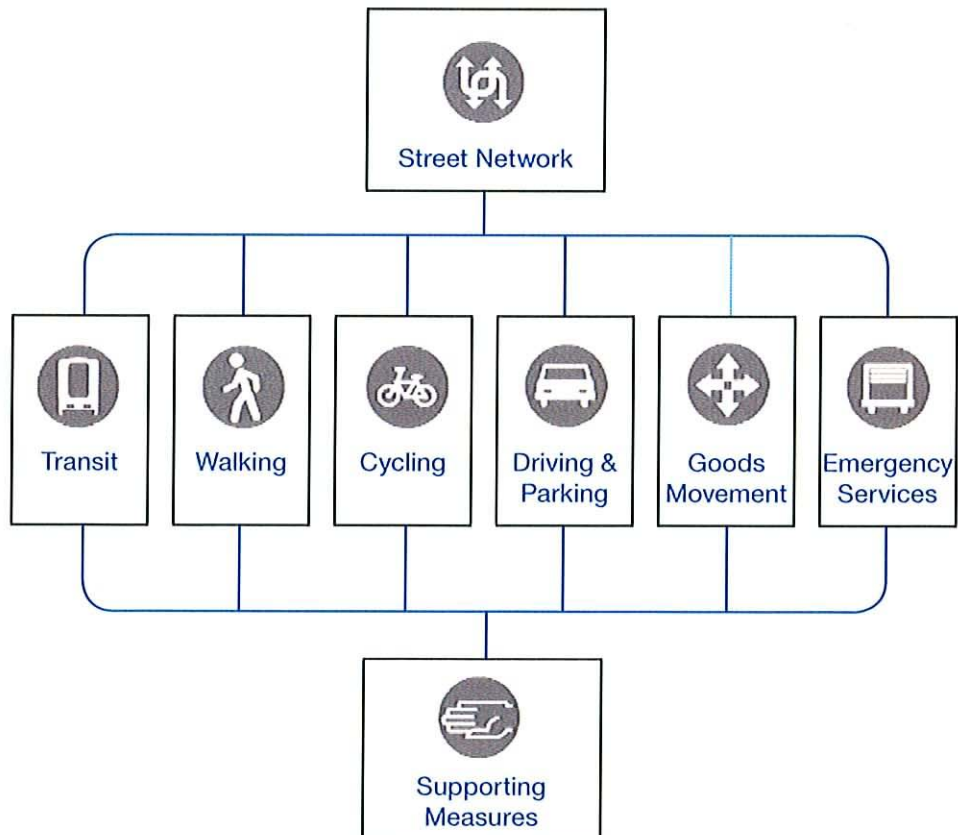 Street Network
Transit
Walking
Cycling
Driving &
Parking
Goods
Movement
Emergency
Services
Supporting
Measures